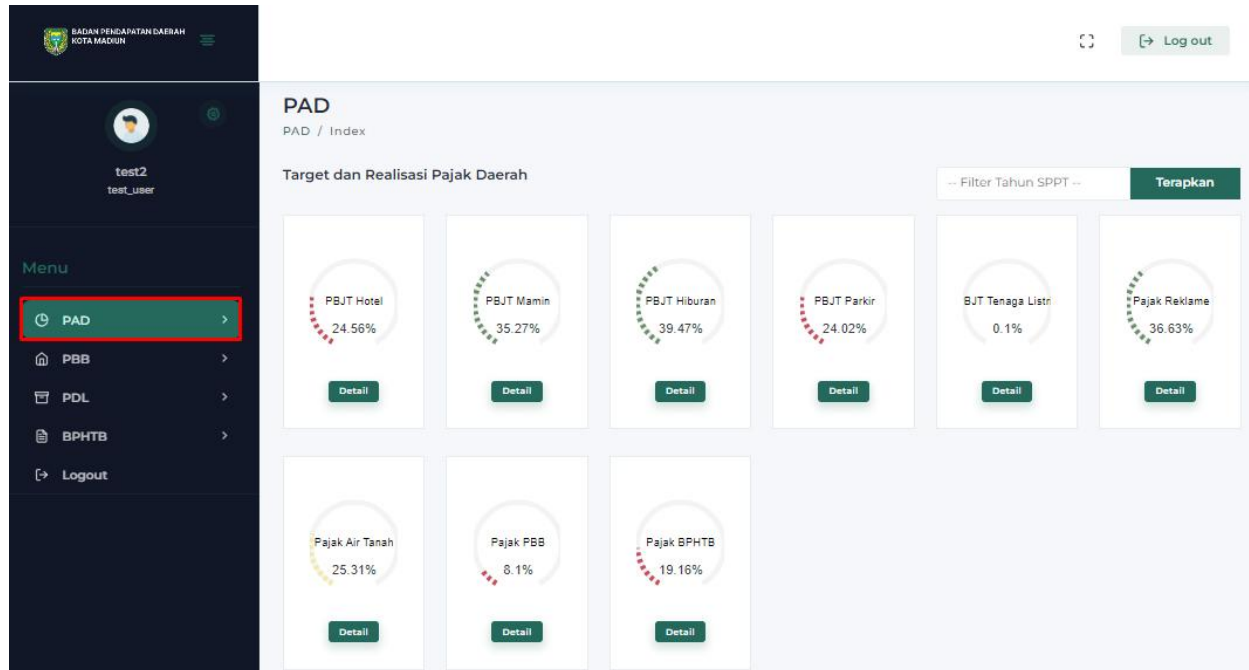 BADAN PENDAPATAN DAERAH
KOTA MADIUN
Log out
test2
test_user
Menu
PAD
PBB
PDL
BPHTB
Logout
PAD
PAD / Index
Target dan Realisasi Pajak Daerah
-- Filter Tahun SPPT --
Terapkan
PBJT Hotel
24.56%
Detail
PBJT Mamin
35.27%
Detail
PBJT Hiburan
39.47%
Detail
PBJT Parkir
24.02%
Detail
BJT Tenaga Listri
0.1%
Detail
Pajak Reklame
36.63%
Detail
Pajak Air Tanah
25.31%
Detail
Pajak PBB
8.1%
Detail
Pajak BPHTB
19.16%
Detail